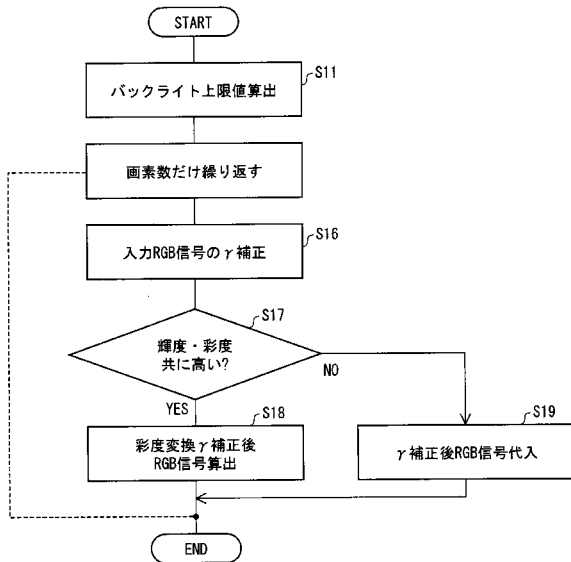 START
S11
バックライト上限値算出
画素数だけ繰り返す
S16
入力RGB信号のγ補正
S17
輝度・彩度
共に高い?
NO
YES
S18
彩度変換γ補正後
RGB信号算出
S19
γ補正後RGB信号代入
END